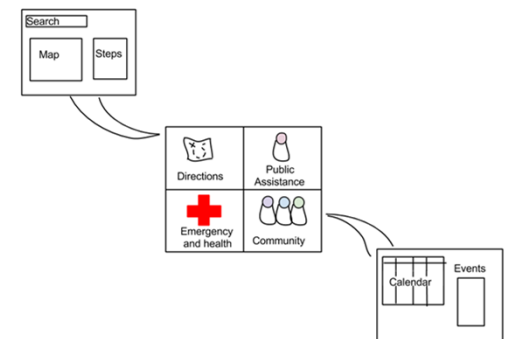 Search
Map
Steps
Directions
Public
Assistance
Emergency
and health
Community
Calendar
Events